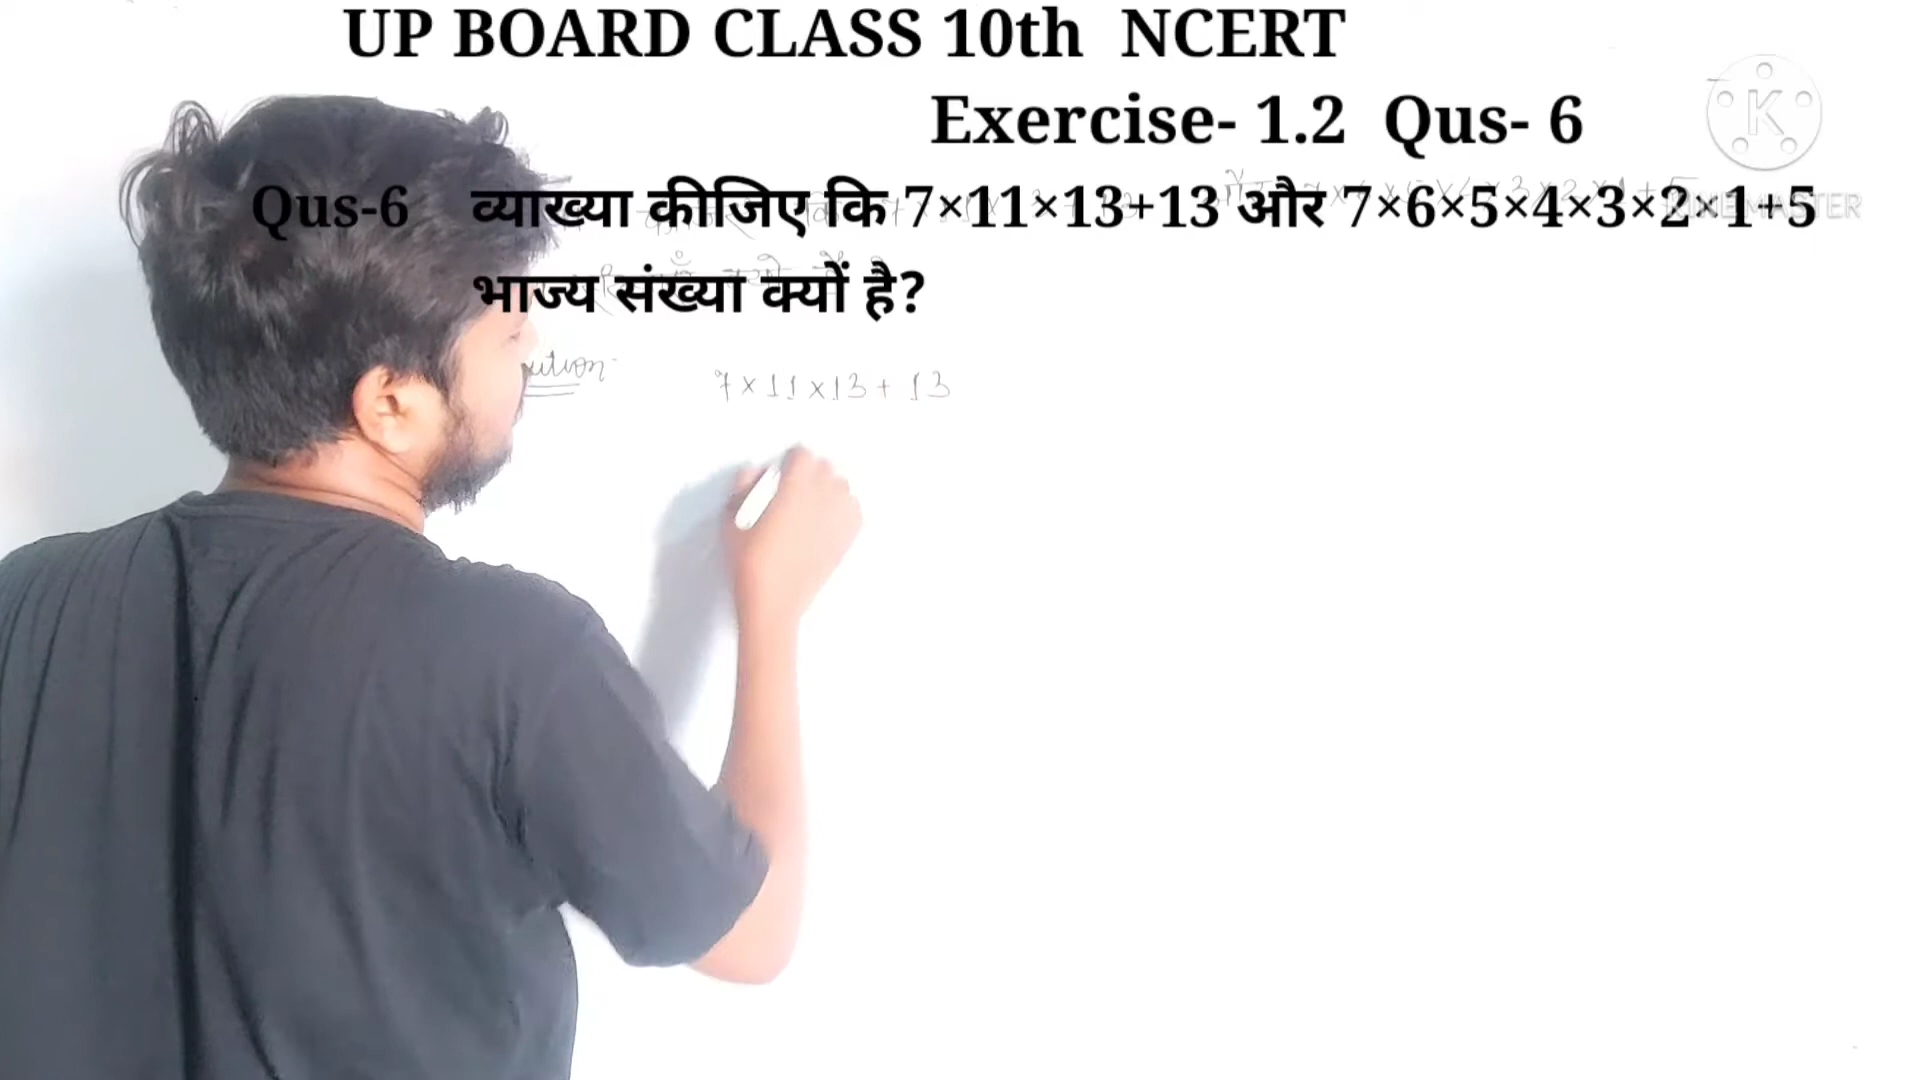 UP BOARD CLASS 10th NCERT
Exercise- 1.2 Qus- 6
K
Qus-6 व्याख्या कीजिए कि 7×11×13+13 और 7×6×5×4×3×2×1+5
KINEMASTER
भाज्य संख्या क्यों है?
7×11×13+13